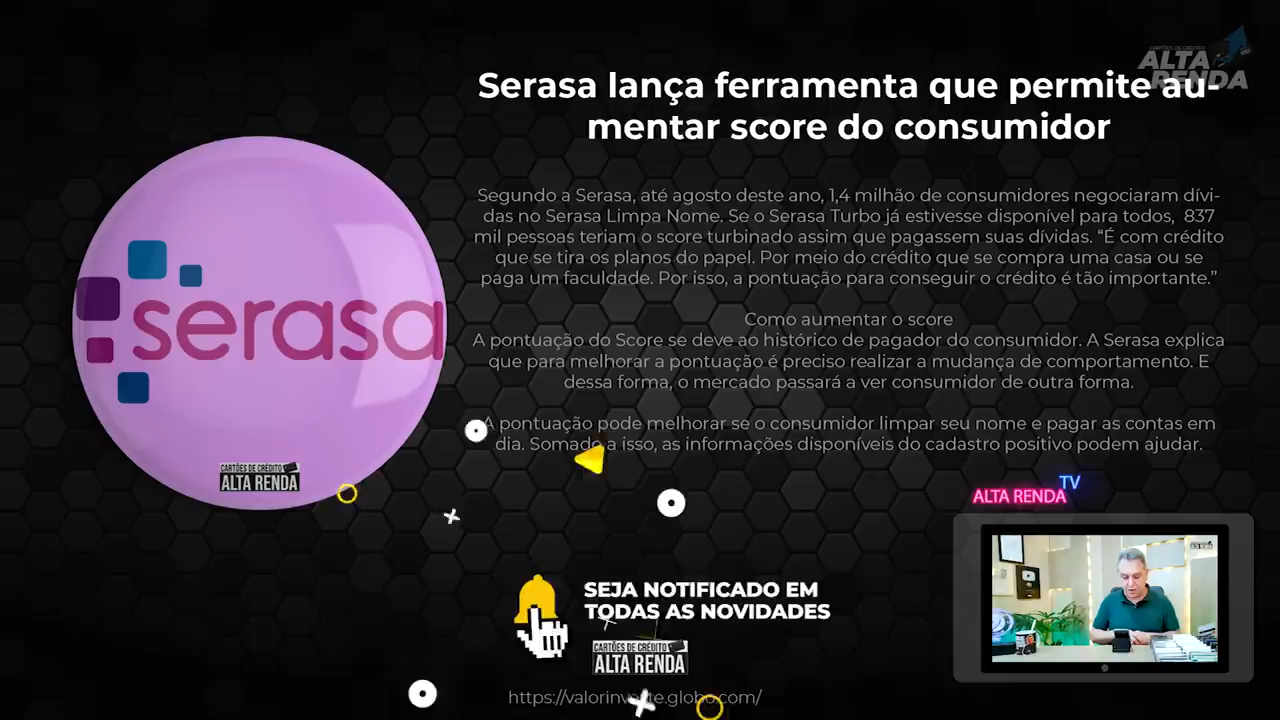 CARTÕES DE CRÉDITO
ALTA
RENDA
Serasa lança ferramenta que permite au-
mentar score do consumidor
Segundo a Serasa, até agosto deste ano, 1,4 milhão de consumidores negociaram dívi-
das no Serasa Limpa Nome. Se o Serasa Turbo já estivesse disponível para todos, 837
mil pessoas teriam o score turbinado assim que pagassem suas dívidas. “É com crédito
que se tira os planos do papel. Por meio do crédito que se compra uma casa ou se
paga um faculdade. Por isso, a pontuação para conseguir o crédito é tão importante.”
serasa
Como aumentar o score
A pontuação do Score se deve ao histórico de pagador do consumidor. A Serasa explica
que para melhorar a pontuação é preciso realizar a mudança de comportamento. E
dessa forma, o mercado passará a ver consumidor de outra forma.
A pontuação pode melhorar se o consumidor limpar seu nome e pagar as contas em
dia. Somado a isso, as informações disponíveis do cadastro positivo podem ajudar.
CARTÕES DE CRÉDITO
ALTA RENDA
TV
ALTA RENDA
SEJA NOTIFICADO EM
TODAS AS NOVIDADES
CARTÕES DE CRÉDITO
ALTA RENDA
https://valorinveste.globo.com/